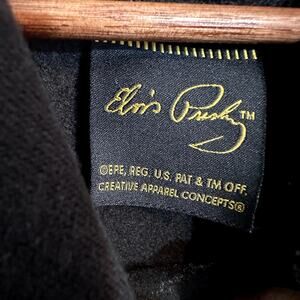 Elvis Presley™
©EPE, REG. U.S. PAT & TM OFF.
CREATIVE APPAREL CONCEPTS®